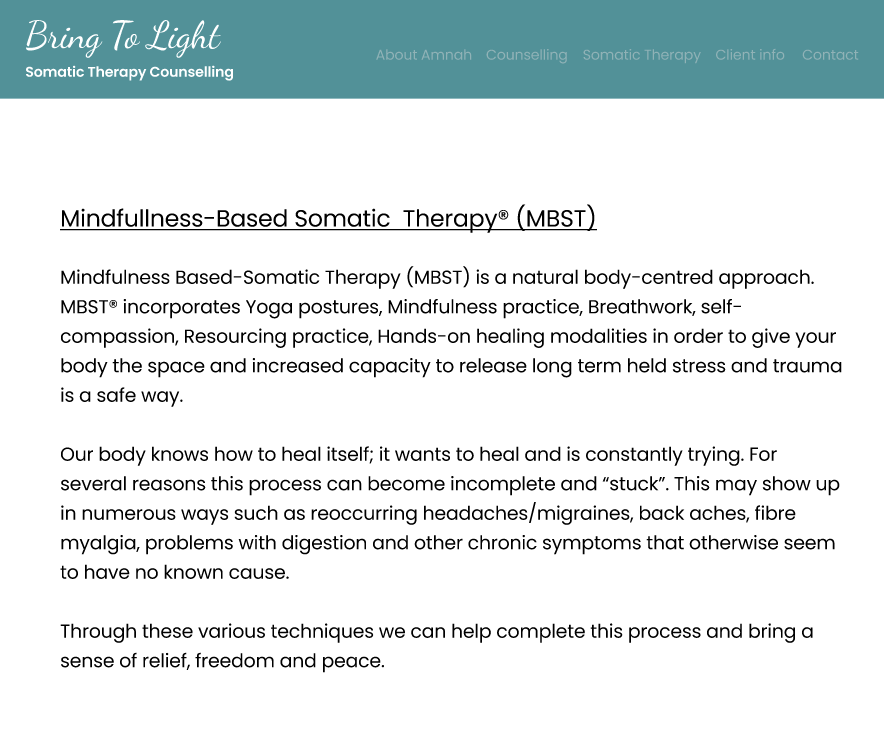 Bring To Light
Somatic Therapy Counselling
About Amnah Counselling Somatic Therapy Client info Contact
Mindfullness-Based Somatic Therapy® (MBST)
Mindfulness Based-Somatic Therapy (MBST) is a natural body-centred approach.
MBST® incorporates Yoga postures, Mindfulness practice, Breathwork, self-
compassion, Resourcing practice, Hands-on healing modalities in order to give your
body the space and increased capacity to release long term held stress and trauma
is a safe way.
Our body knows how to heal itself; it wants to heal and is constantly trying. For
several reasons this process can become incomplete and “stuck”. This may show up
in numerous ways such as reoccurring headaches/migraines, back aches, fibre
myalgia, problems with digestion and other chronic symptoms that otherwise seem
to have no known cause.
Through these various techniques we can help complete this process and bring a
sense of relief, freedom and peace.